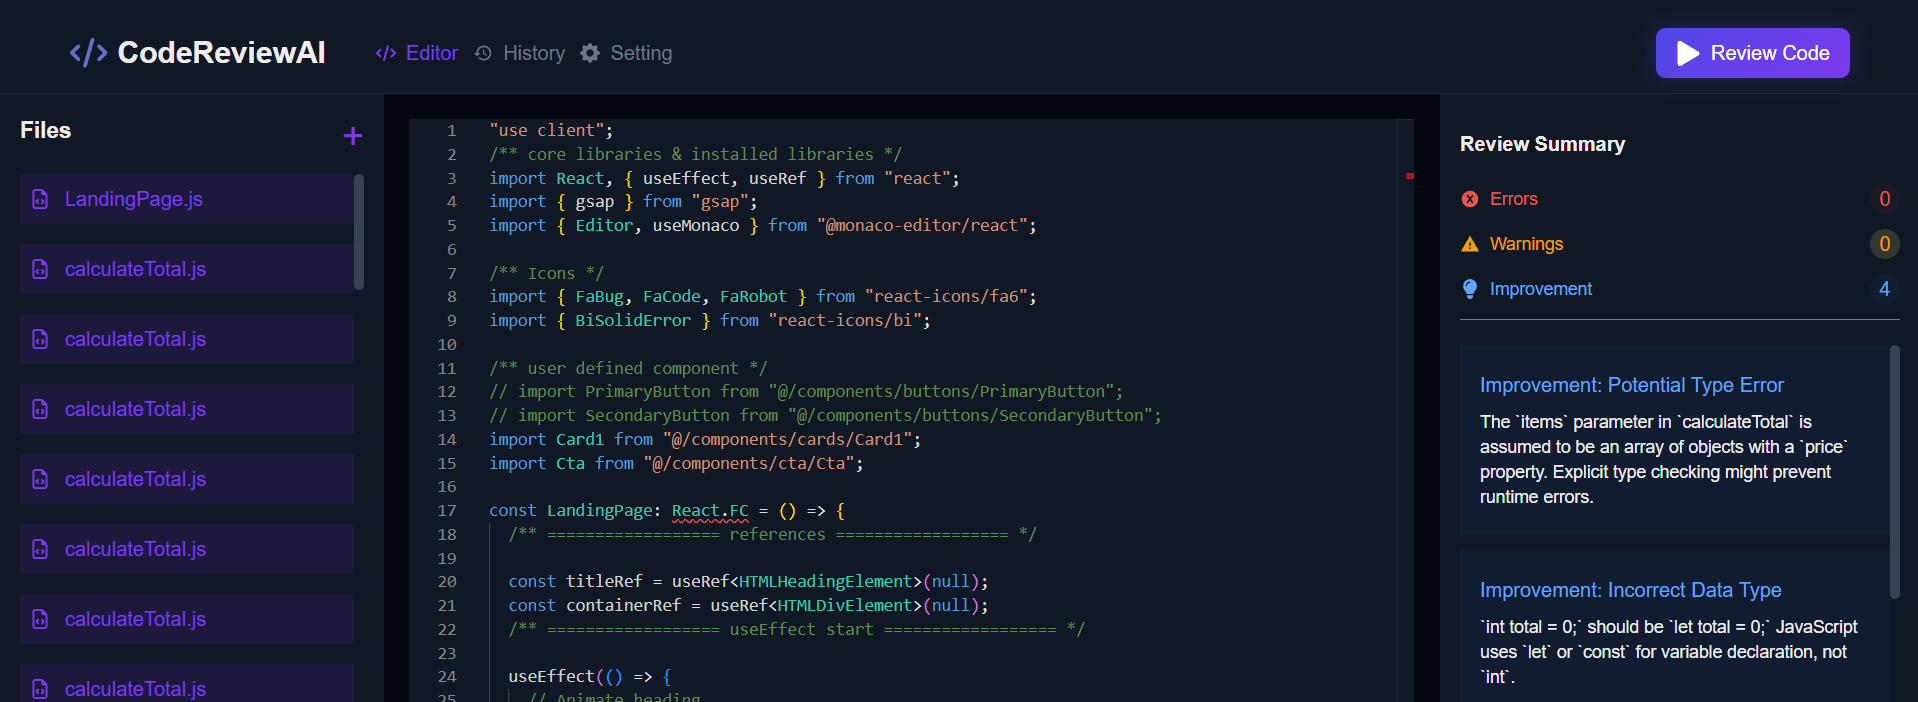 CodeReviewAI
Editor
History
Setting
Review Code
Files
+
LandingPage.js
calculateTotal.js
calculateTotal.js
calculateTotal.js
calculateTotal.js
calculateTotal.js
calculateTotal.js
calculateTotal.js
1 "use client";
2 /** core libraries & installed libraries */
3 import React, { useEffect, useRef } from "react";
4 import { gsap } from "gsap";
5 import { Editor, useMonaco } from "@monaco-editor/react";
6
7 /** Icons */
8 import { FaBug, FaCode, FaRobot } from "react-icons/fa6";
9 import { BiSolidError } from "react-icons/bi";
10
11 /** user defined component */
12 // import PrimaryButton from "@/components/buttons/PrimaryButton";
13 // import SecondaryButton from "@/components/buttons/SecondaryButton";
14 import Card1 from "@/components/cards/Card1";
15 import Cta from "@/components/cta/Cta";
16
17 const LandingPage: React.FC = () => {
18 /** ================== references ================== */
19
20 const titleRef = useRef<HTMLHeadingElement>(null);
21 const containerRef = useRef<HTMLDivElement>(null);
22 /** ================== useEffect start ================== */
23
24 useEffect(() => {
25 // Animate heading
Review Summary
Errors 0
Warnings 0
Improvement 4
Improvement: Potential Type Error
The `items` parameter in `calculateTotal` is
assumed to be an array of objects with a `price`
property. Explicit type checking might prevent
runtime errors.
Improvement: Incorrect Data Type
`int total = 0;` should be `let total = 0;` JavaScript
uses `let` or `const` for variable declaration, not
`int`.